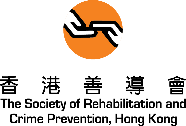 香港善導會
The Society of Rehabilitation and
Crime Prevention, Hong Kong